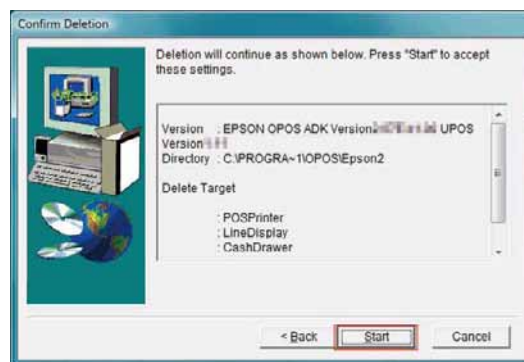 Confirm Deletion
Deletion will continue as shown below. Press "Start" to accept
these settings.
Version : EPSON OPOS ADK Version UPOS
Version
Directory : C:\PROGRA~1\OPOS\Epson2
Delete Target
: POSPrinter
: LineDisplay
: CashDrawer
< Back
Start
Cancel